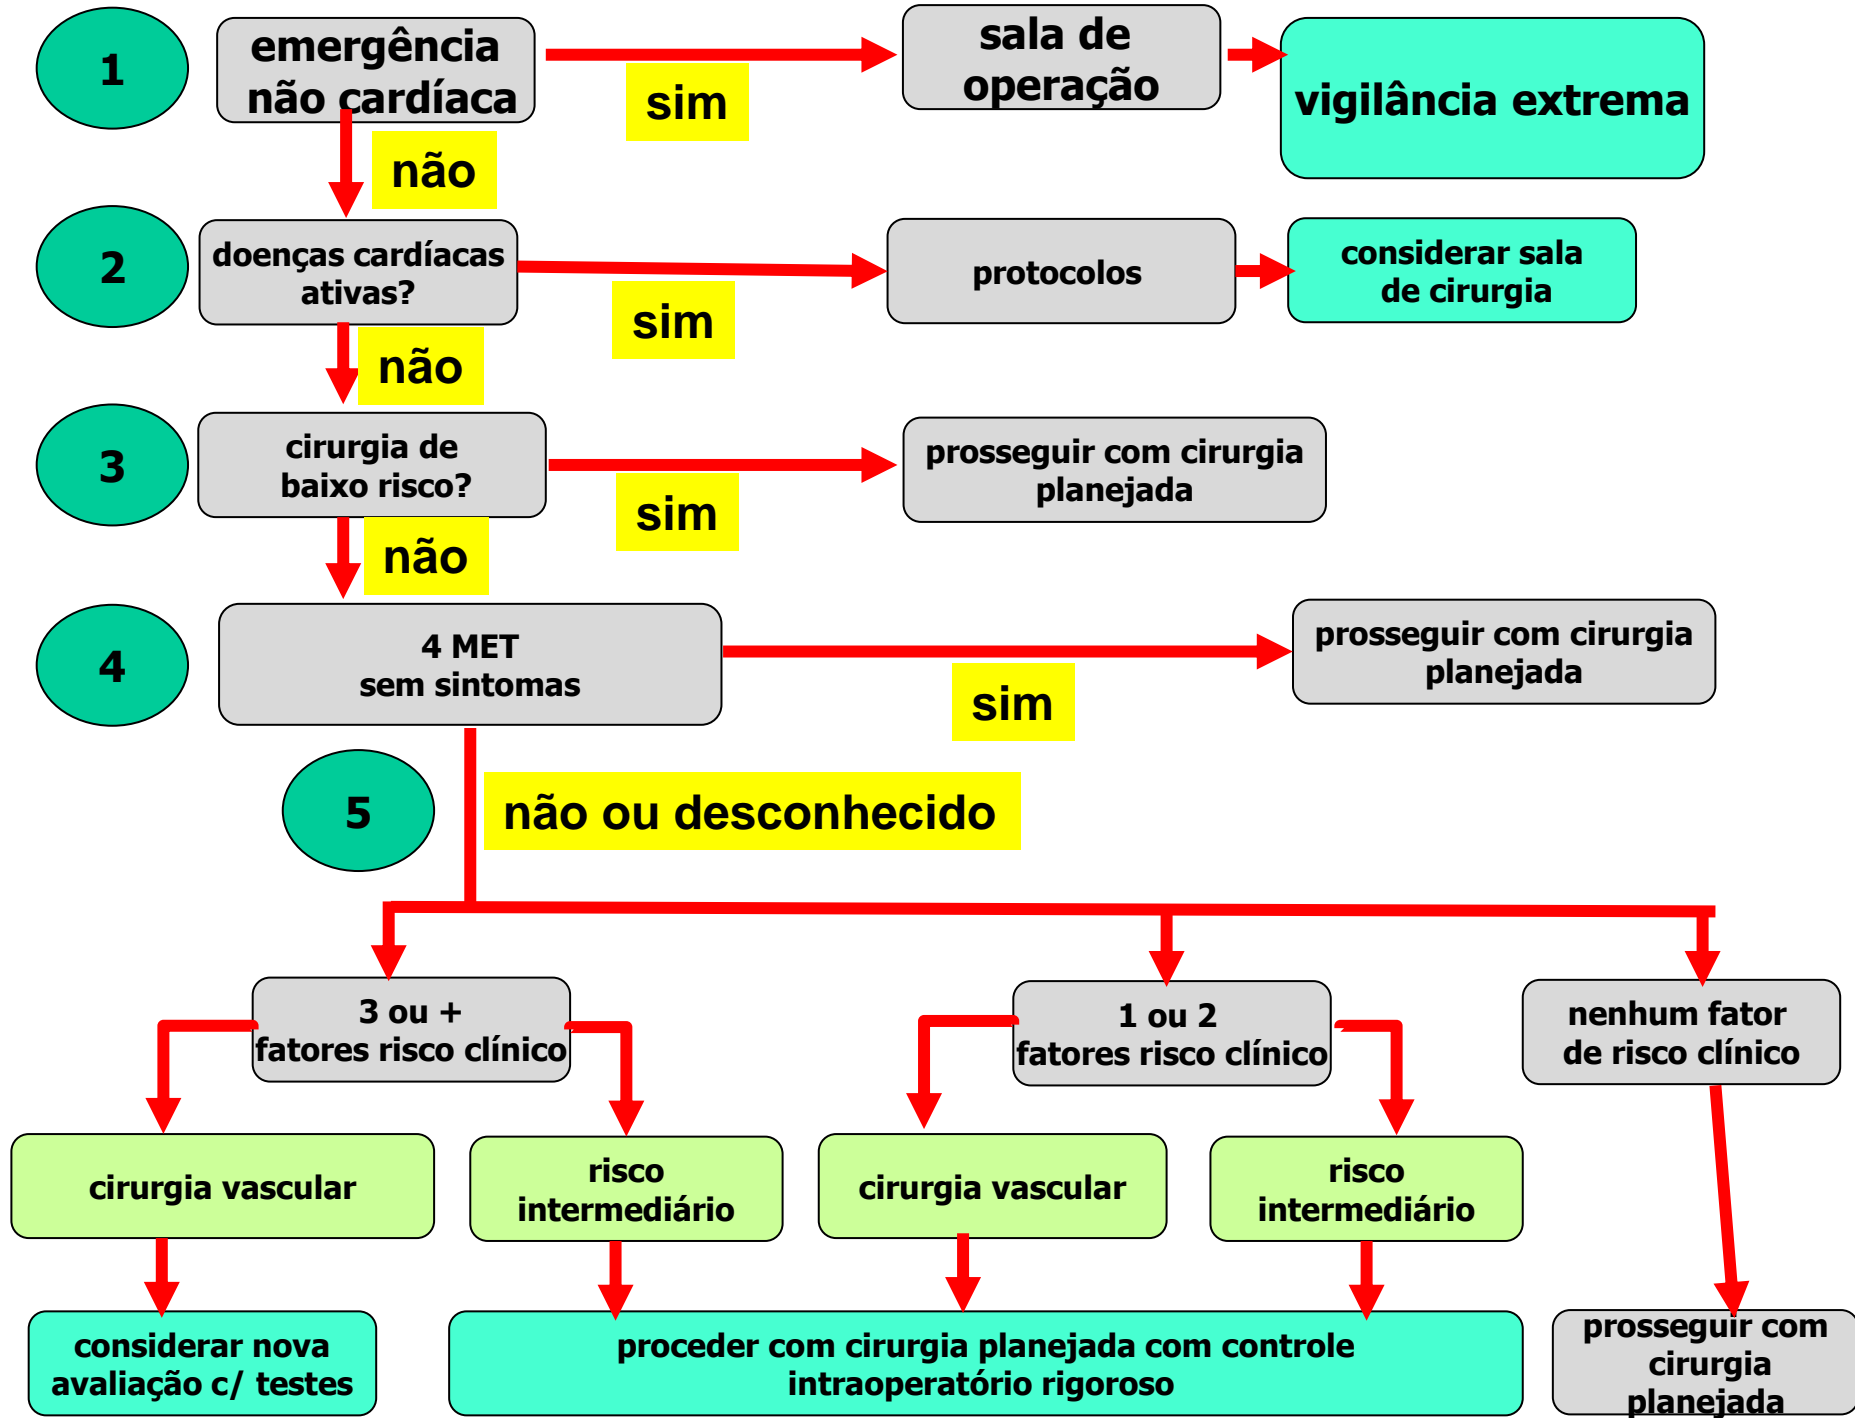 1
emergência
não cardíaca
sim
sala de
operação
vigilância extrema
não
2
doenças cardíacas
ativas?
sim
protocolos
considerar sala
de cirurgia
não
3
cirurgia de
baixo risco?
sim
prosseguir com cirurgia
planejada
não
4
4 MET
sem sintomas
sim
prosseguir com cirurgia
planejada
5
não ou desconhecido
3 ou +
fatores risco clínico
1 ou 2
fatores risco clínico
nenhum fator
de risco clínico
cirurgia vascular
risco
intermediário
cirurgia vascular
risco
intermediário
considerar nova
avaliação c/ testes
proceder com cirurgia planejada com controle
intraoperatório rigoroso
prosseguir com
cirurgia
planejada